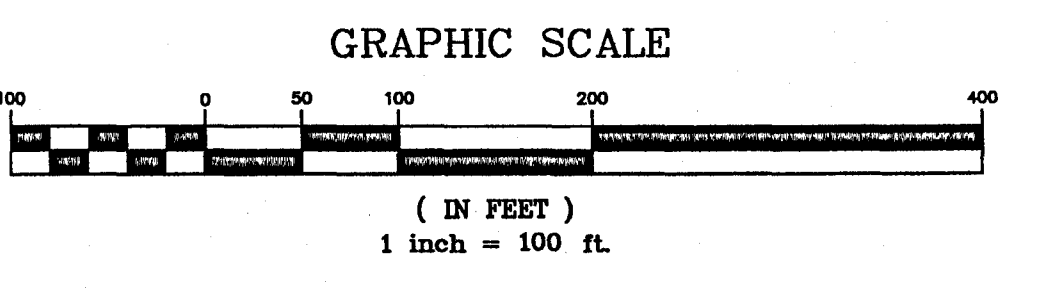 GRAPHIC SCALE
100 0 50 100 200 400
( IN FEET )
1 inch = 100 ft.